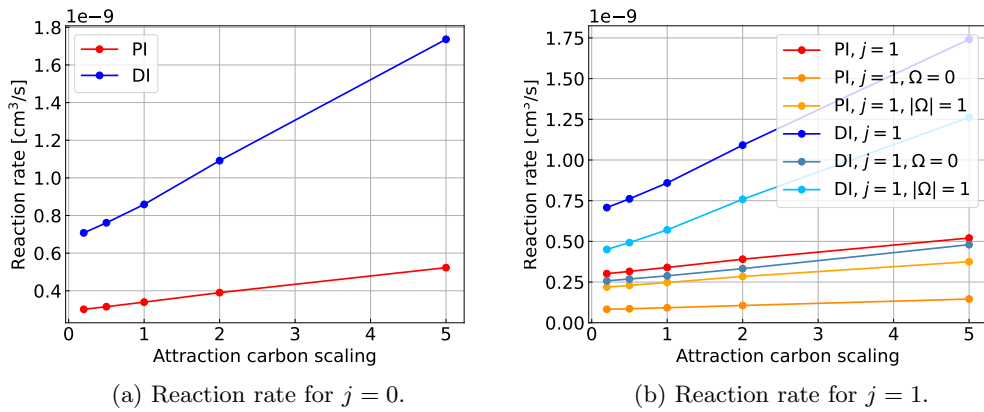 1e−9
1.8
1.6
1.4
1.2
1.0
0.8
0.6
0.4
Reaction rate [cm³/s]
PI
DI
0 1 2 3 4 5
Attraction carbon scaling
(a) Reaction rate for j = 0.
1e−9
1.75
1.50
1.25
1.00
0.75
0.50
0.25
0.00
Reaction rate [cm³/s]
PI, j = 1
PI, j = 1, Ω = 0
PI, j = 1, |Ω| = 1
DI, j = 1
DI, j = 1, Ω = 0
DI, j = 1, |Ω| = 1
0 1 2 3 4 5
Attraction carbon scaling
(b) Reaction rate for j = 1.